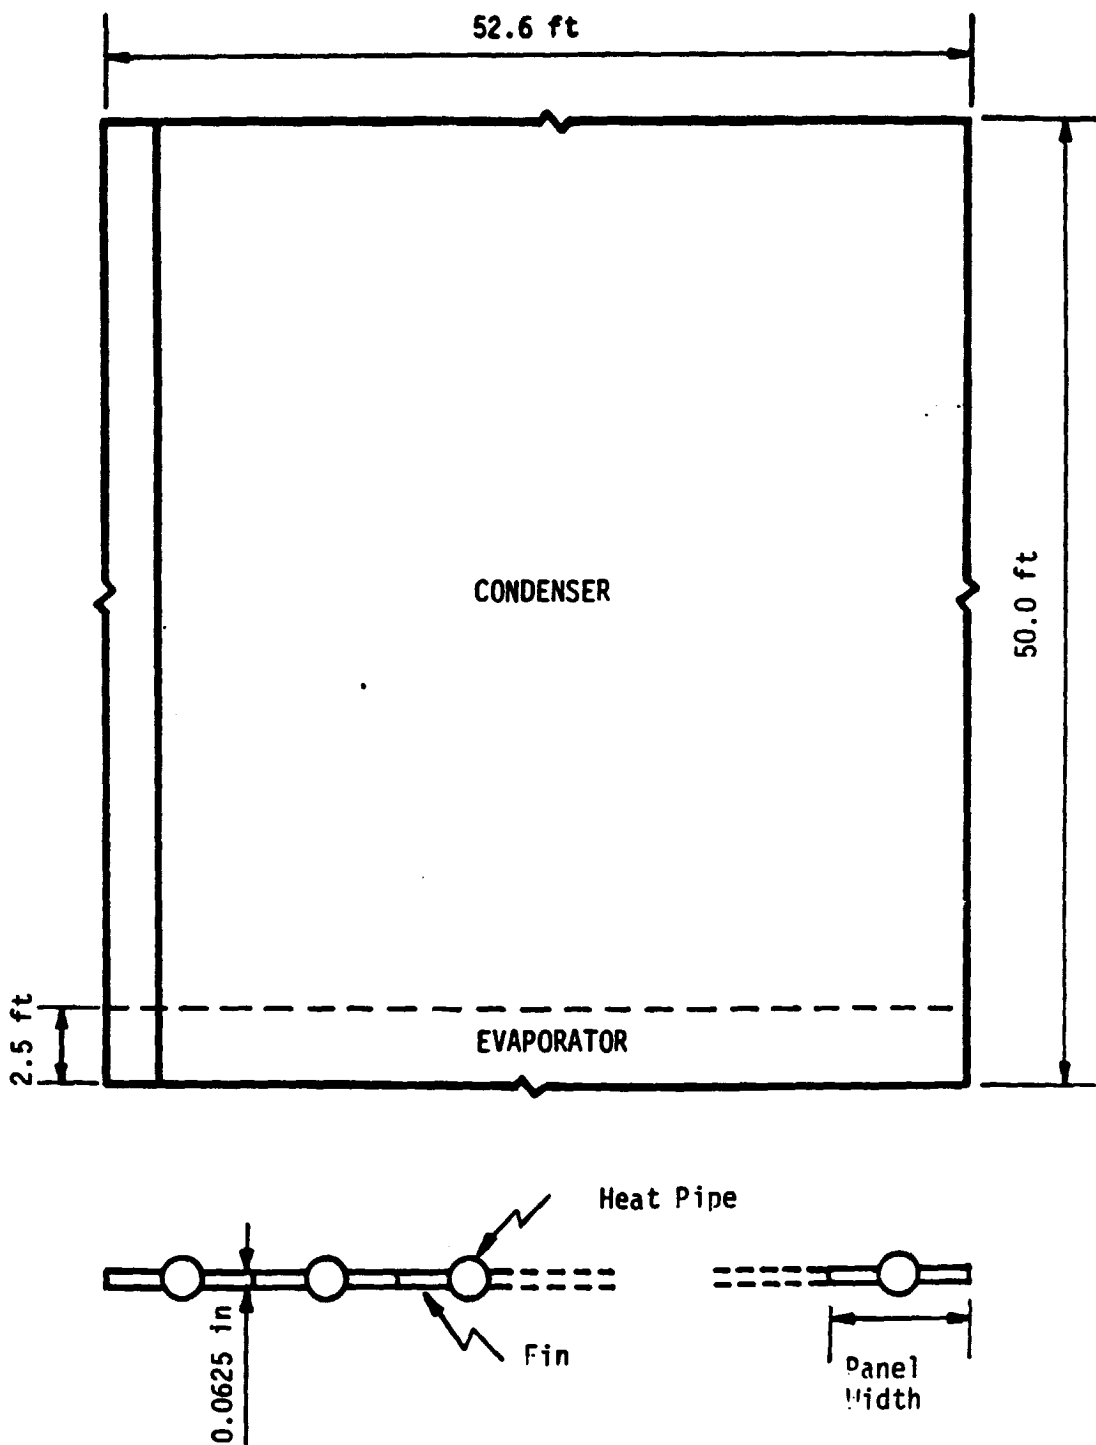 52.6 ft
CONDENSER
50.0 ft
2.5 ft
EVAPORATOR
Heat Pipe
0.0625 in
Fin
Panel
Width